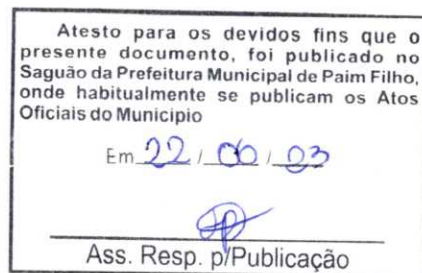 Atesto para os devidos fins que o
presente documento, foi publicado no
Saguão da Prefeitura Municipal de Paim Filho,
onde habitualmente se publicam os Atos
Oficiais do Municipio
Em 22 / 06 / 23
Ass. Resp. p/Publicação